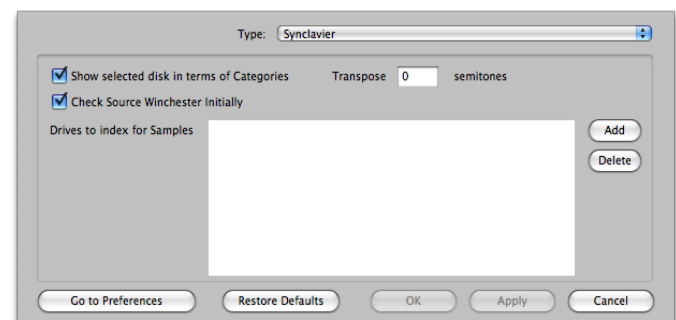 Type: Synclavier
Show selected disk in terms of Categories Transpose 0 semitones
Check Source Winchester Initially
Drives to index for Samples Add
Delete
Go to Preferences Restore Defaults OK Apply Cancel